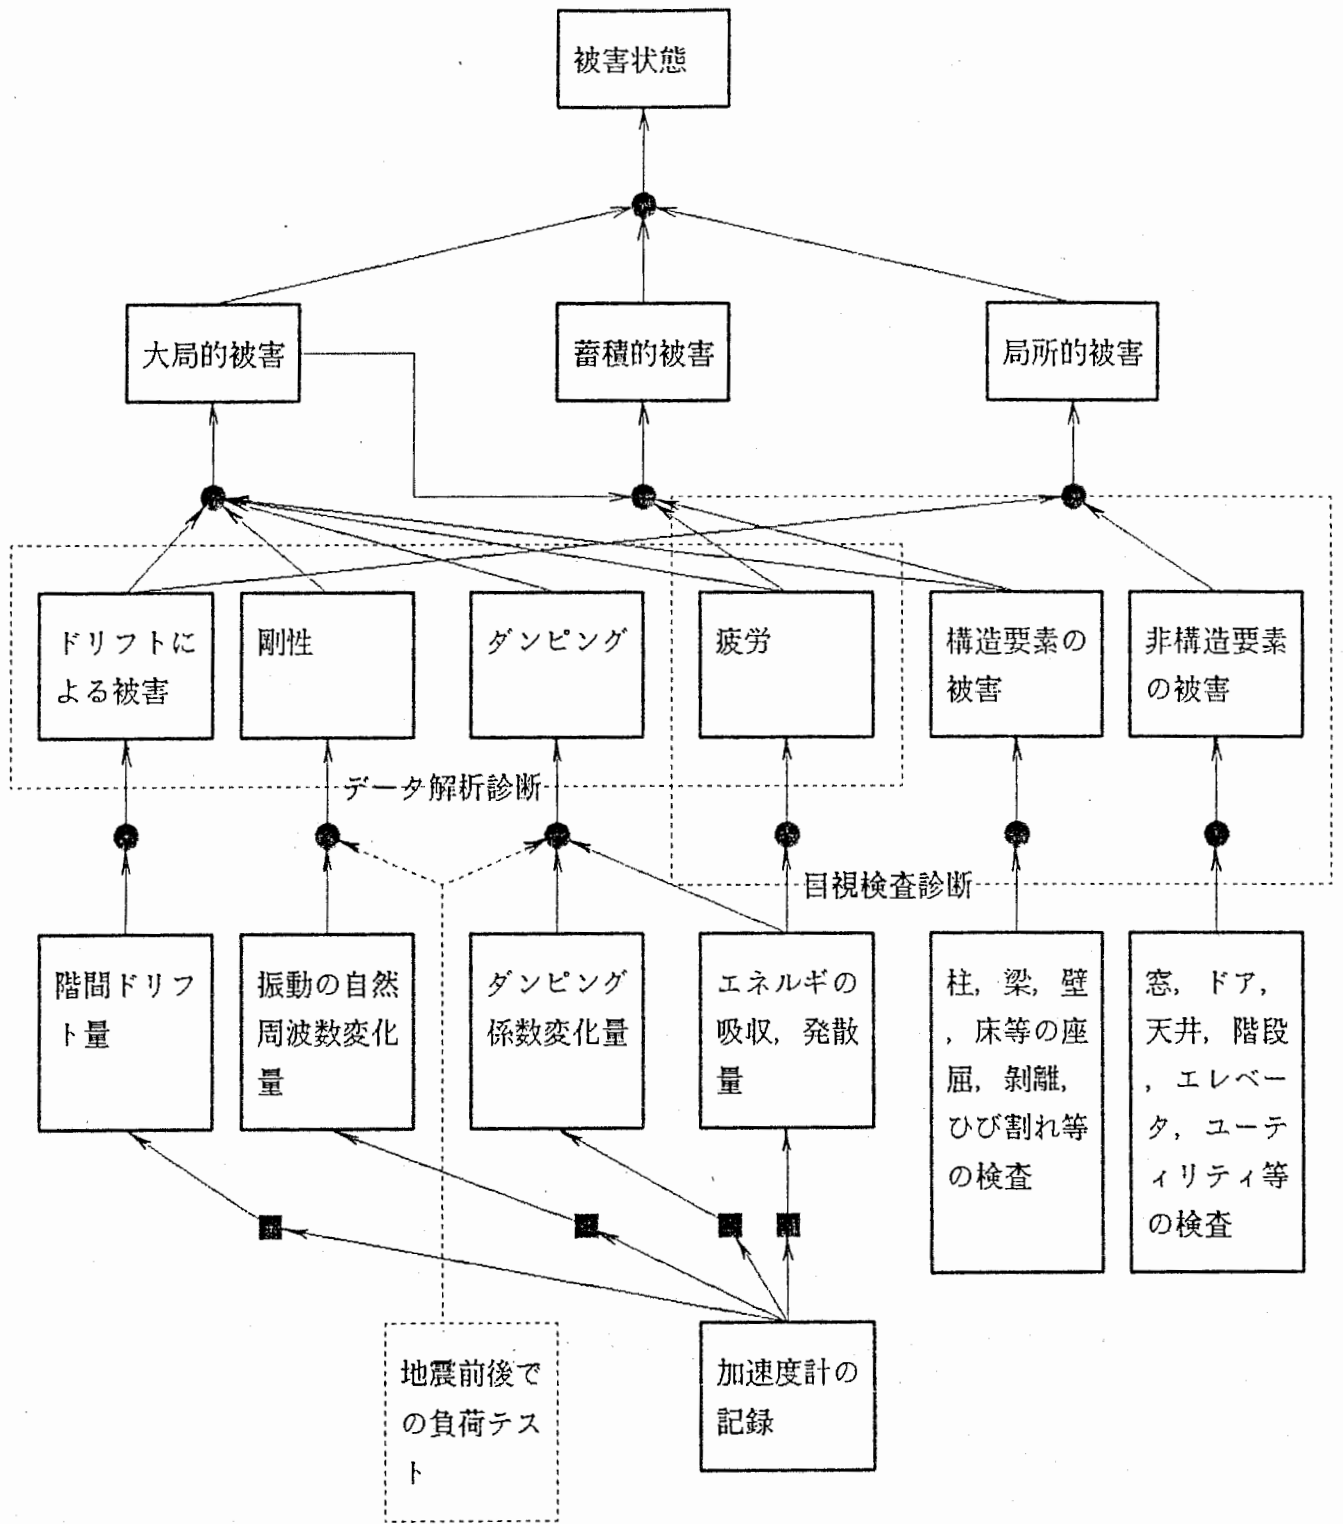 被害状態
大局的被害
蓄積的被害
局所的被害
ドリフトに
よる被害
剛性
ダンピング
疲労
構造要素の
被害
非構造要素
の被害
データ解析診断
目視検査診断
階間ドリフ
ト量
振動の自然
周波数変化
量
ダンピング
係数変化量
エネルギの
吸収，発散
量
柱，梁，壁
，床等の座
屈，剝離，
ひび割れ等
の検査
窓，ドア，
天井，階段
，エレベー
タ，ユーテ
ィリティ等
の検査
地震前後で
の負荷テス
ト
加速度計の
記録